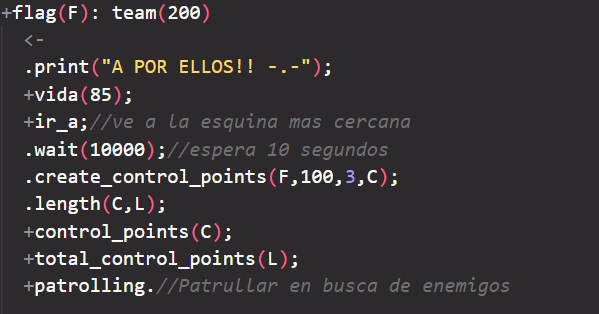 +flag(F): team(200)
<-
.print("A POR ELLOS!! -.-");
+vida(85);
+ir_a;//ve a la esquina mas cercana
.wait(10000);//espera 10 segundos
.create_control_points(F,100,3,C);
.length(C,L);
+control_points(C);
+total_control_points(L);
+patrolling.//Patrullar en busca de enemigos